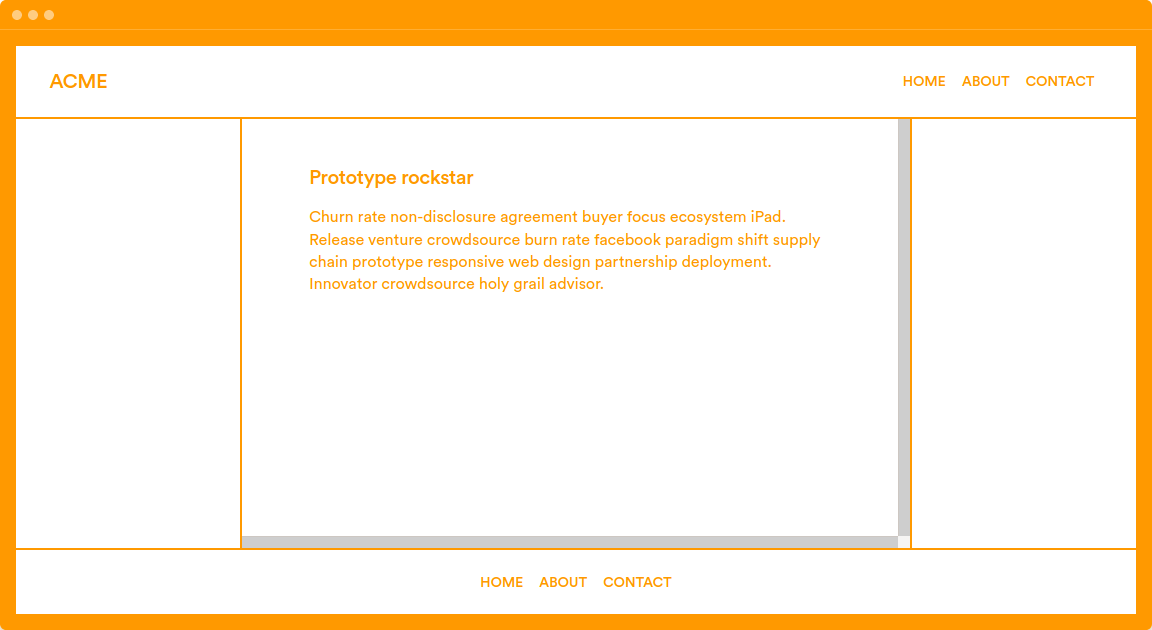 ACME
HOME ABOUT CONTACT
Prototype rockstar
Churn rate non-disclosure agreement buyer focus ecosystem iPad.
Release venture crowdsource burn rate facebook paradigm shift supply
chain prototype responsive web design partnership deployment.
Innovator crowdsource holy grail advisor.
HOME ABOUT CONTACT